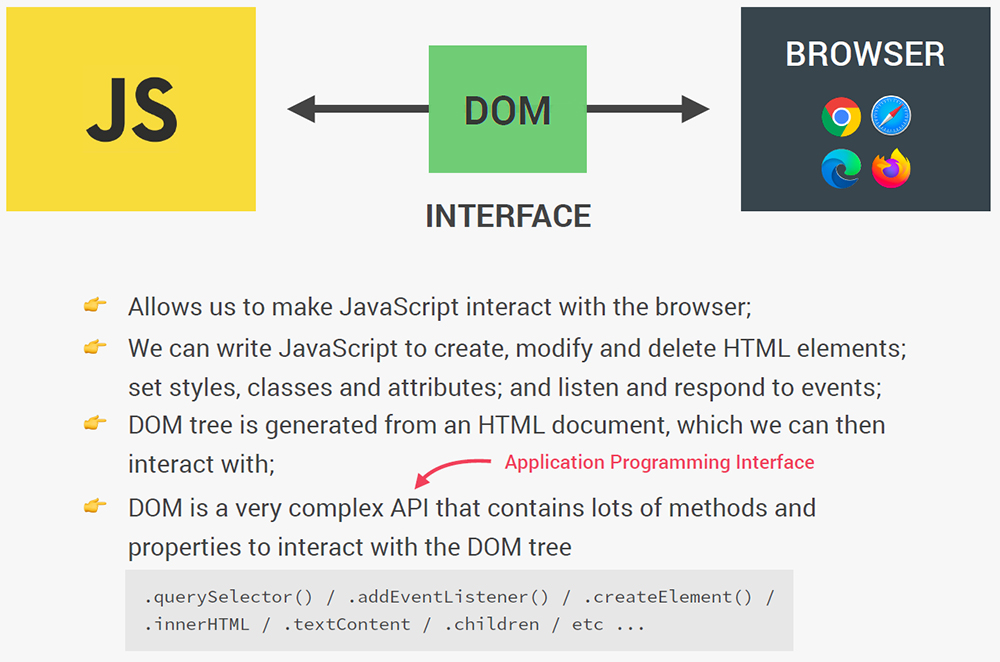 JS
DOM
BROWSER
INTERFACE
Allows us to make JavaScript interact with the browser;
We can write JavaScript to create, modify and delete HTML elements;
set styles, classes and attributes; and listen and respond to events;
DOM tree is generated from an HTML document, which we can then
interact with;
Application Programming Interface
DOM is a very complex API that contains lots of methods and
properties to interact with the DOM tree
.querySelector() / .addEventListener() / .createElement() /
.innerHTML / .textContent / .children / etc ...